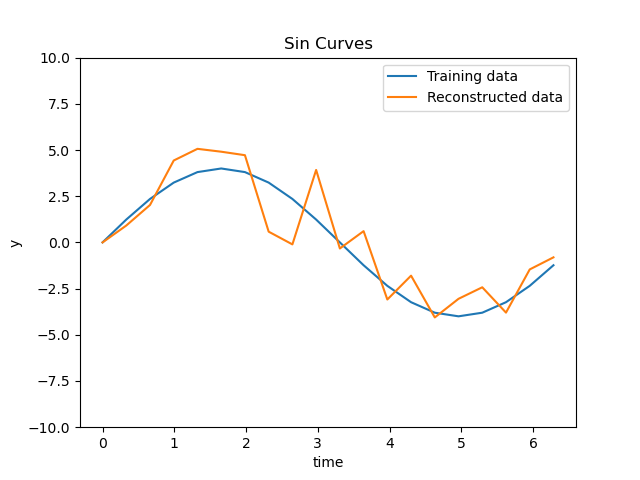 Sin Curves
Training data
Reconstructed data
10.0
7.5
5.0
2.5
0.0
−2.5
−5.0
−7.5
−10.0
y
0 1 2 3 4 5 6
time